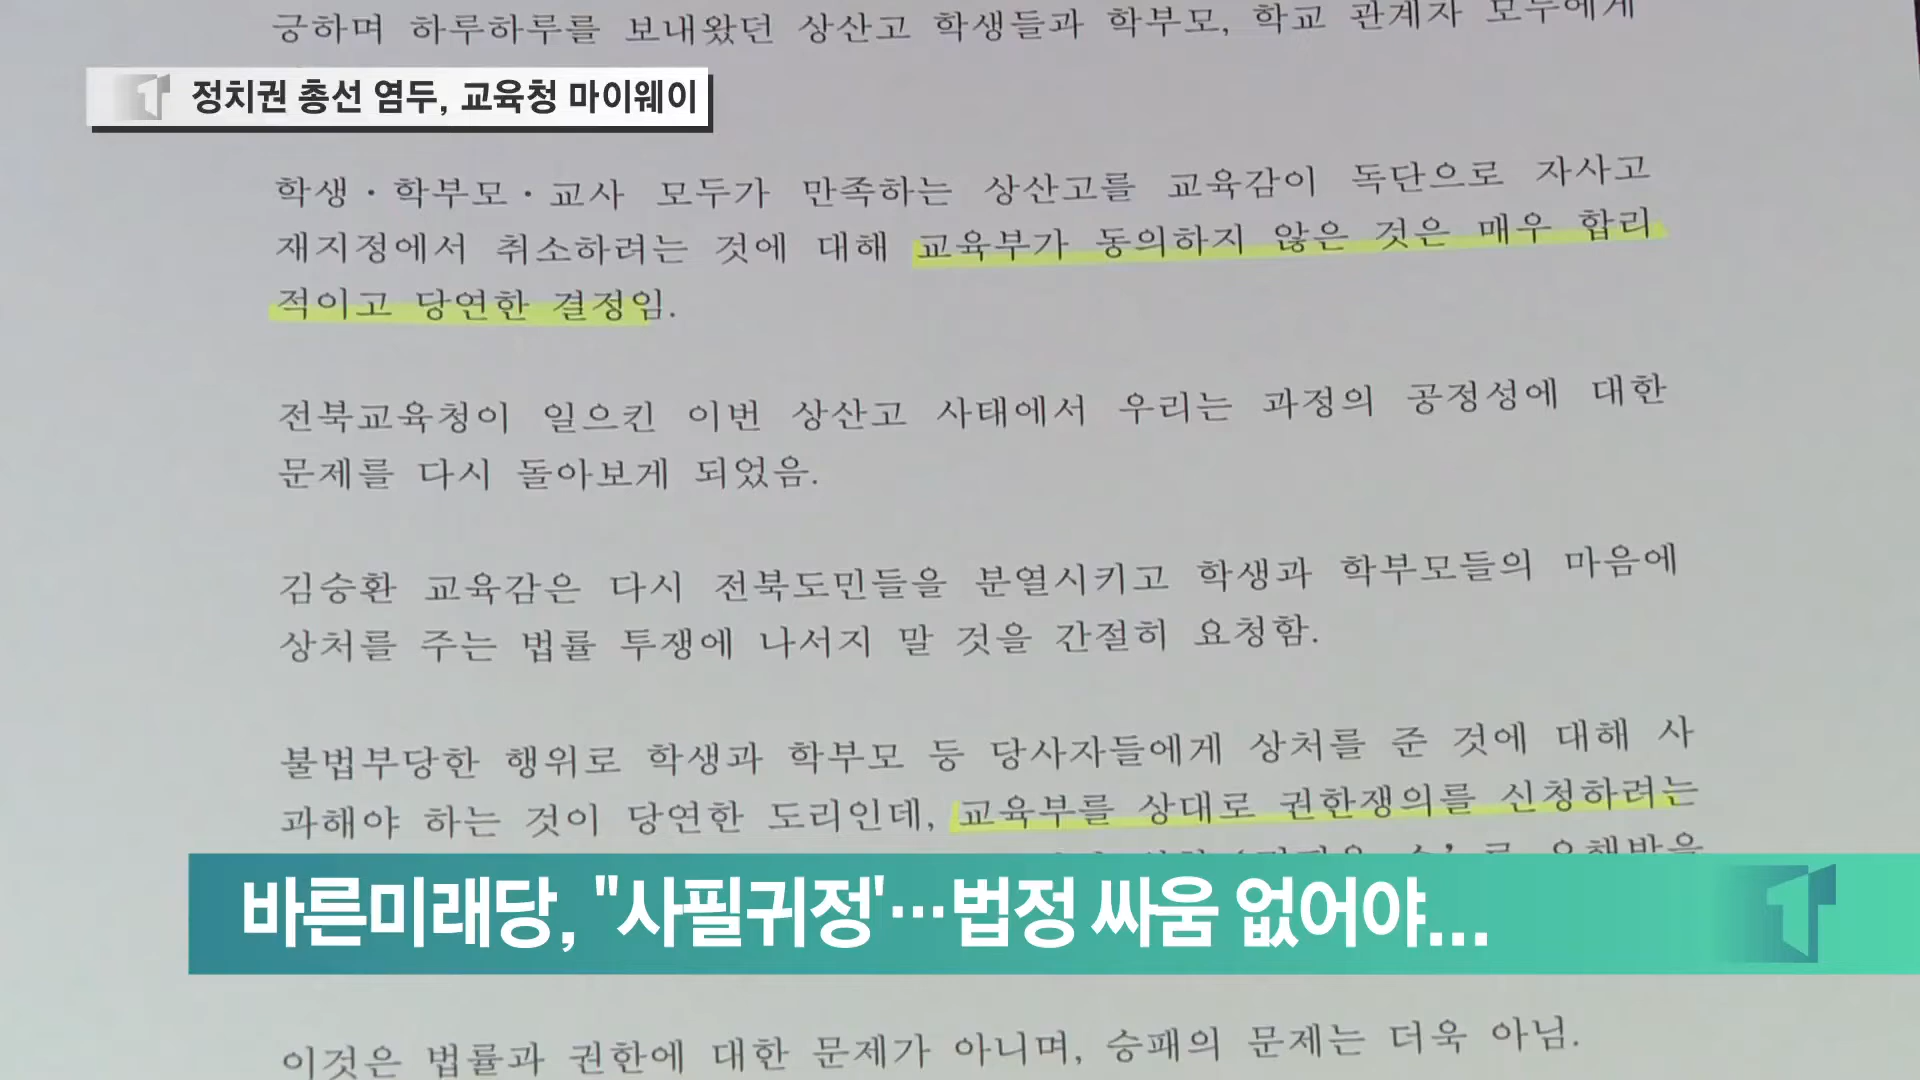 궁하며 하루하루를 보내왔던 상산고 학생들과 학부모, 학교 관계자 모두에게
정치권 총선 염두, 교육청 마이웨이
학생·학부모·교사 모두가 만족하는 상산고를 교육감이 독단으로 자사고
재지정에서 취소하려는 것에 대해 교육부가 동의하지 않은 것은 매우 합리
적이고 당연한 결정임.
전북교육청이 일으킨 이번 상산고 사태에서 우리는 과정의 공정성에 대한
문제를 다시 돌아보게 되었음.
김승환 교육감은 다시 전북도민들을 분열시키고 학생과 학부모들의 마음에
상처를 주는 법률 투쟁에 나서지 말 것을 간절히 요청함.
불법부당한 행위로 학생과 학부모 등 당사자들에게 상처를 준 것에 대해 사
과해야 하는 것이 당연한 도리인데, 교육부를 상대로 권한쟁의를 신청하려는
바른미래당, "사필귀정'…법정 싸움 없어야...
이것은 법률과 권한에 대한 문제가 아니며, 승패의 문제는 더욱 아님.